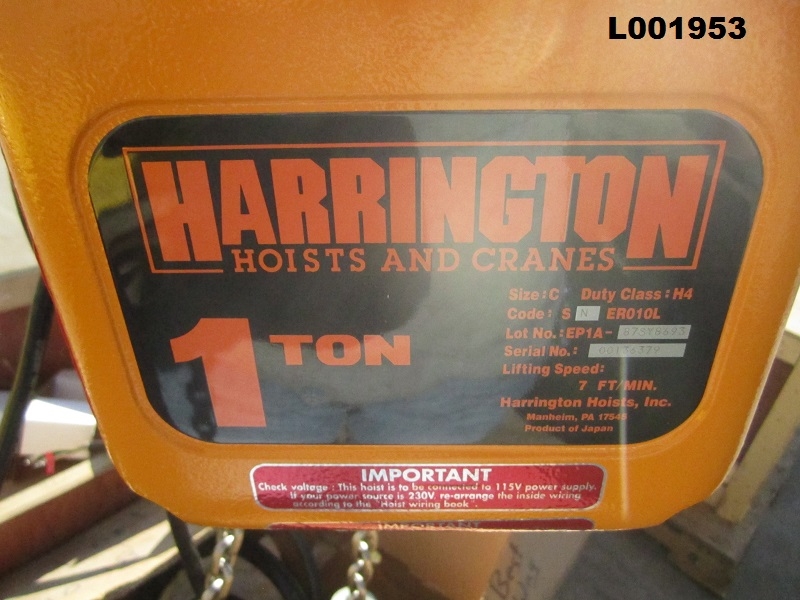 L001953
HARRINGTON
HOISTS AND CRANES
1 TON
Size: C Duty Class: H4
Code: S N ER010L
Lot No.: EP1A-
Serial No.:
Lifting Speed:
7 FT/MIN.
Harrington Hoists, Inc.
Manheim, PA 17545
Product of Japan
IMPORTANT
Check voltage : This hoist is to be connected to 115V power supply.
If your power source is 230V. re-arrange the inside wiring
according to the "Hoist wiring book".
IMPORTANT